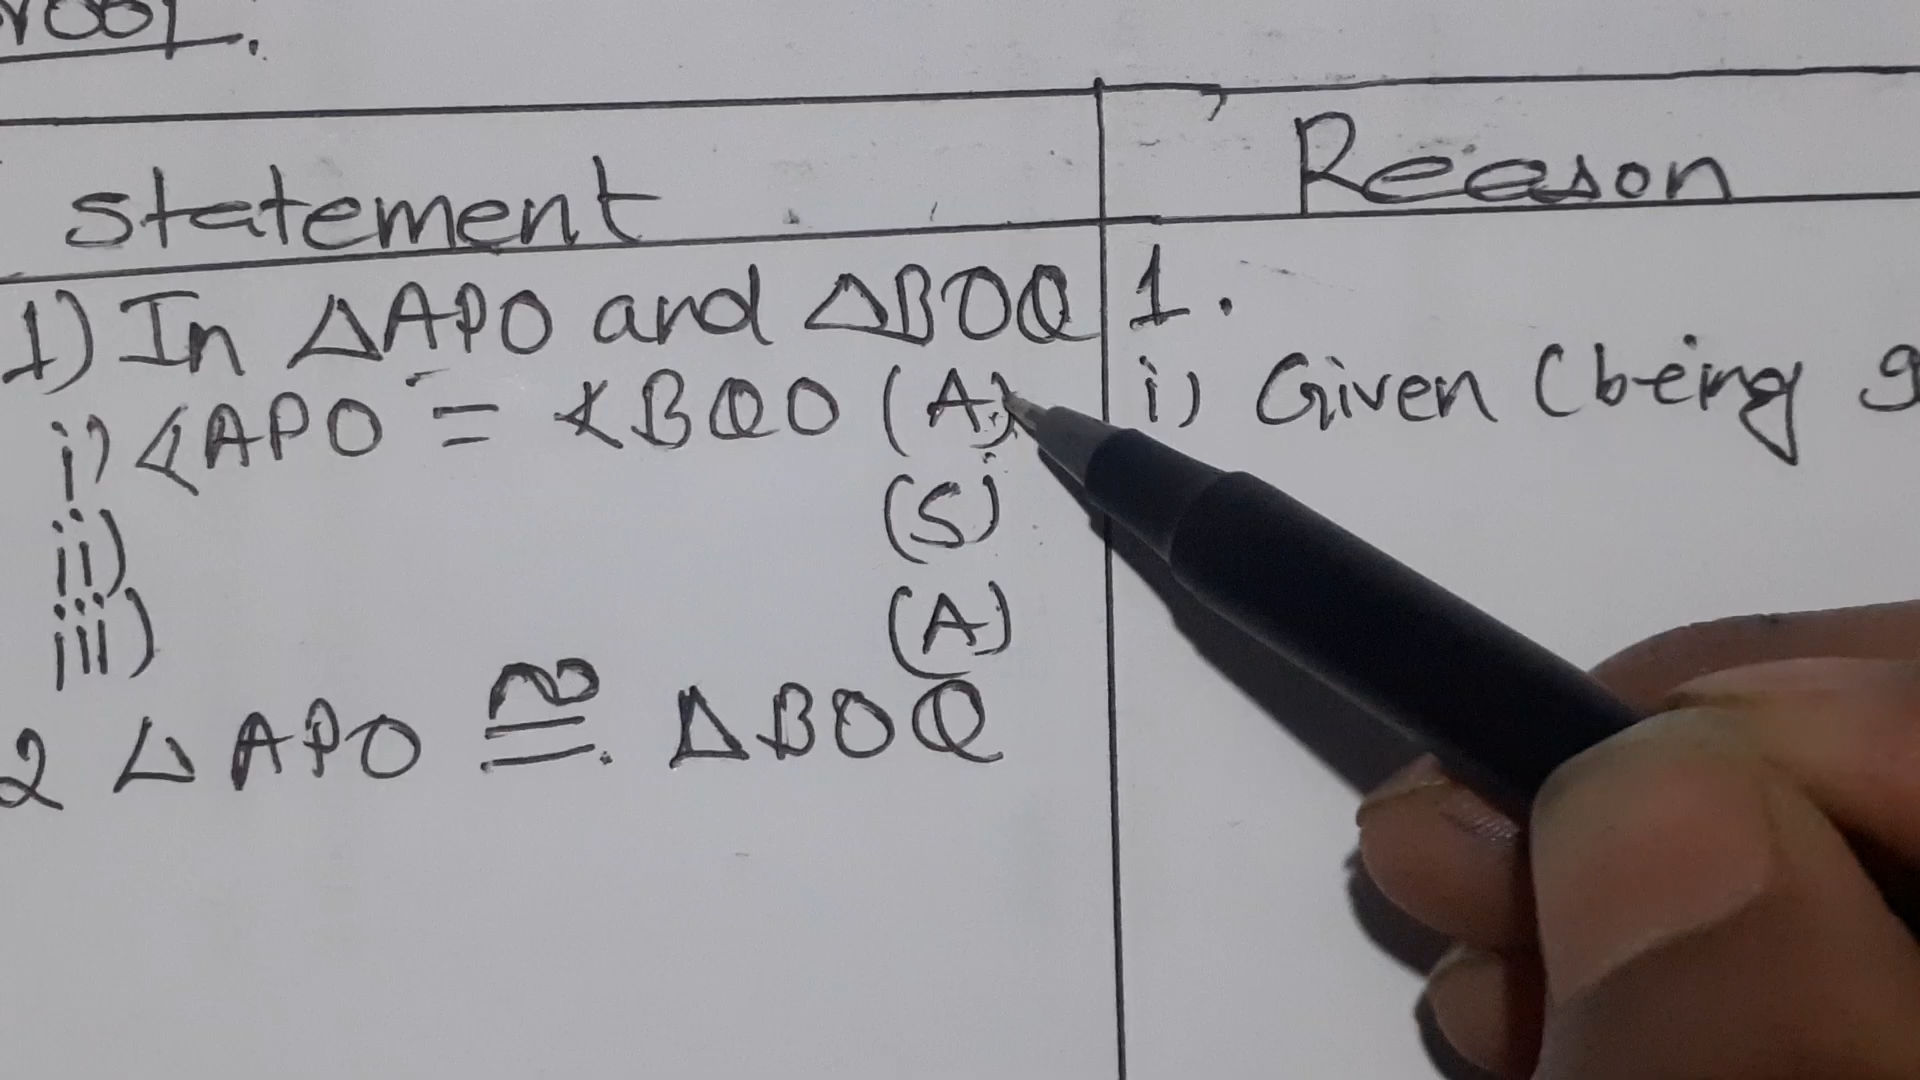 statement
Reason
1) In △APO and △BOQ
1.
i) ∢APO = ∢BQO (A)
i) Given (being
ii) (S)
iii) (A)
2 △APO ≅ △BOQ